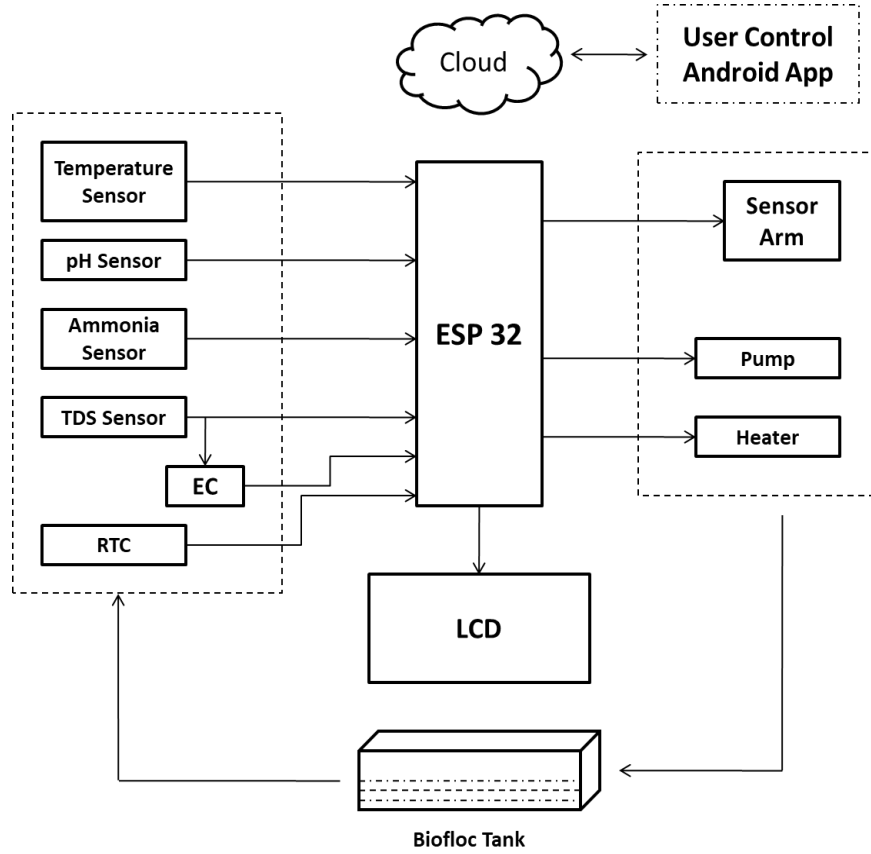 Cloud
User Control
Android App
Temperature
Sensor
pH Sensor
Ammonia
Sensor
TDS Sensor
EC
RTC
ESP 32
Sensor
Arm
Pump
Heater
LCD
Biofloc Tank